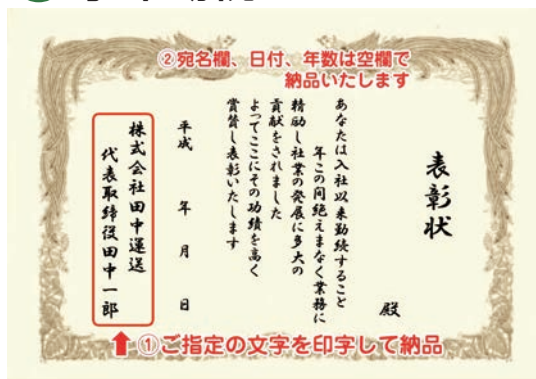 ②宛名欄、日付、年数は空欄で
納品いたします
表彰状
殿
あなたは入社以来勤続すること
年この間絶えまなく業務に
精励し社業の発展に多大の
貢献をされました
よってここにその功績を高く
賞賛し表彰いたします
平成 年 月 日
株式会社田中運送
代表取締役田中一郎
①ご指定の文字を印字して納品